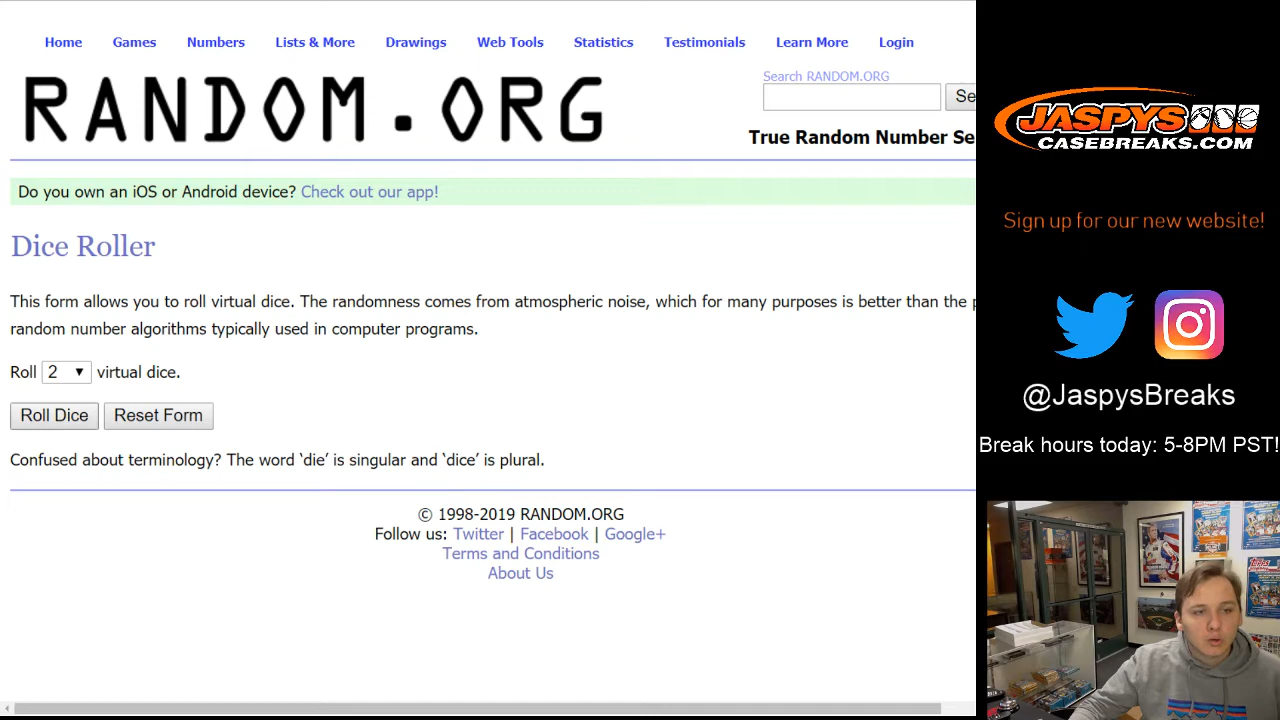 Home Games Numbers Lists & More Drawings Web Tools Statistics Testimonials Learn More Login
RANDOM.ORG
Search RANDOM.ORG
Se
True Random Number Se
Do you own an iOS or Android device? Check out our app!
Dice Roller
This form allows you to roll virtual dice. The randomness comes from atmospheric noise, which for many purposes is better than the
random number algorithms typically used in computer programs.
Roll 2 virtual dice.
Roll Dice Reset Form
Confused about terminology? The word ‘die’ is singular and ‘dice’ is plural.
© 1998-2019 RANDOM.ORG
Follow us: Twitter | Facebook | Google+
Terms and Conditions
About Us
JASPYS
CASEBREAKS.COM
Sign up for our new website!
@JaspysBreaks
Break hours today: 5-8PM PST!